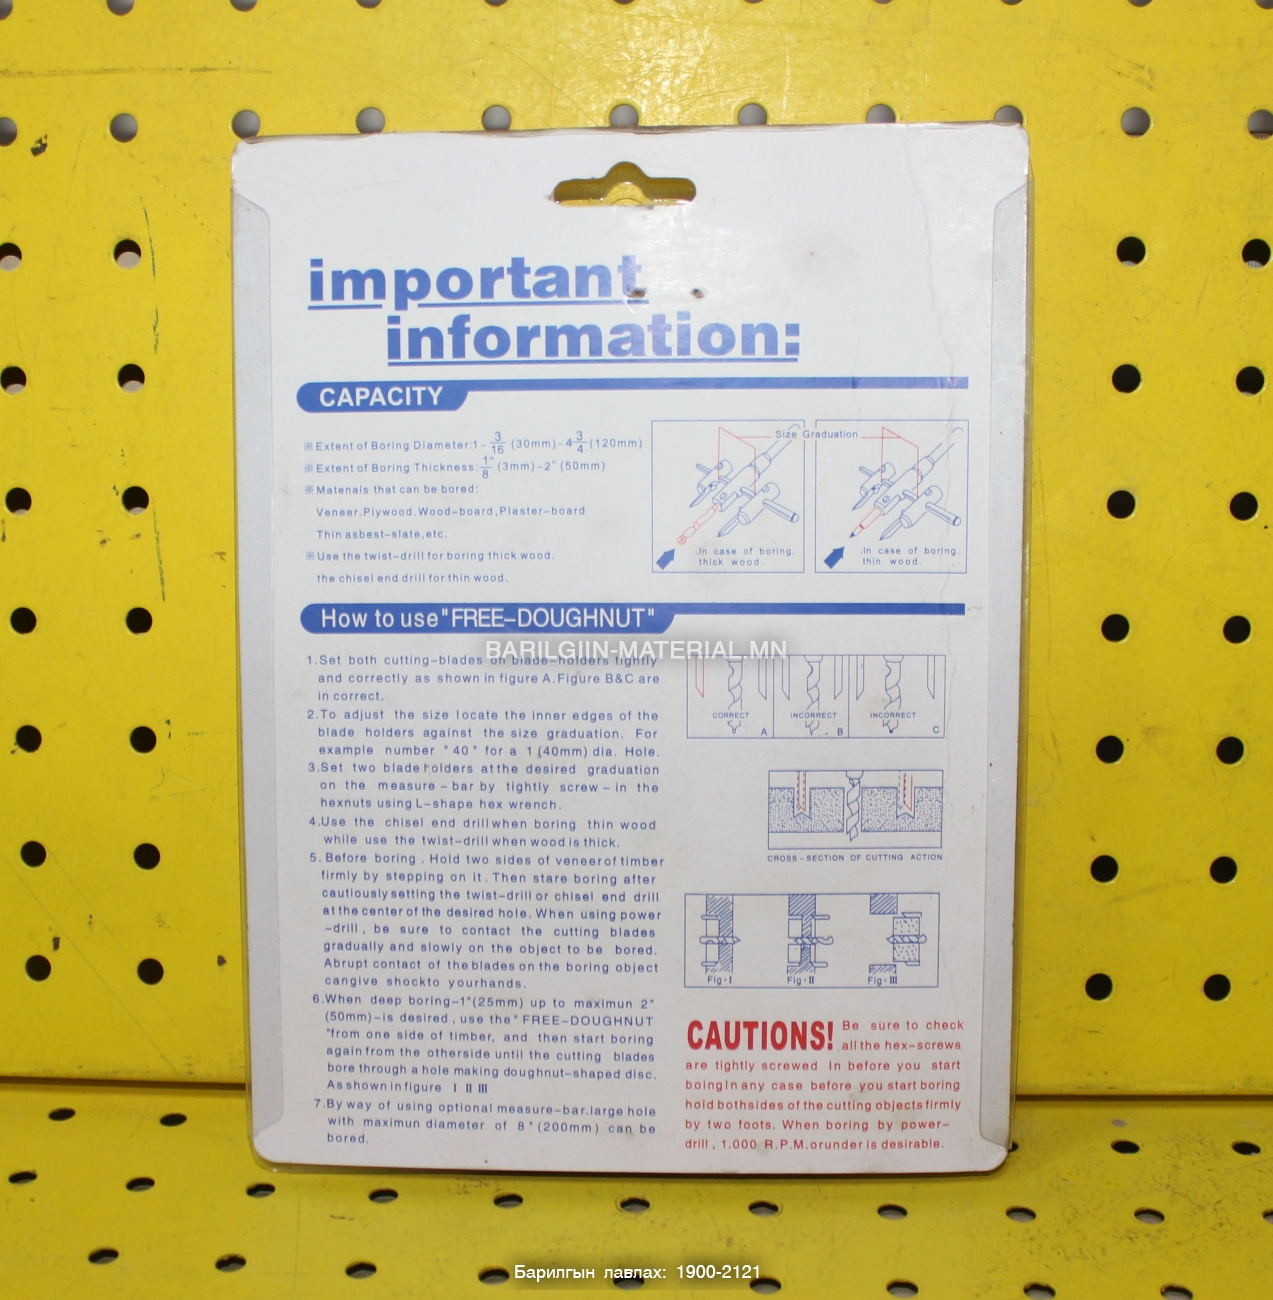 important
information:
CAPACITY
※Extent of Boring Diameter:1-3/16 (30mm)-4 3/4 (120mm)
※Extent of Boring Thickness:1/8" (3mm)-2" (50mm)
※Matenals that can be bored:
Veneer.Plywood.Wood-board,Plaster-board
Thin asbest-slate,etc.
※Use the twist-drill for boring thick wood.
the chisel end drill for thin wood.
Size Graduation
.In case of boring.
thick wood.
.In case of boring.
thin wood.
How to use "FREE-DOUGHNUT"
BARILGIIN-MATERIAL.MN
1.Set both cutting-blades on blade-holders tightly
and correctly as shown in figure A.Figure B&C are
in correct.
2.To adjust the size locate the inner edges of the
blade holders against the size graduation. For
example number "40" for a 1 (40mm) dia. Hole.
3.Set two blade holders at the desired graduation
on the measure-bar by tightly screw-in the
hexnuts using L-shape hex wrench.
4.Use the chisel end drill when boring thin wood
while use the twist-drill when wood is thick.
5. Before boring . Hold two sides of veneer of timber
firmly by stepping on it. Then stare boring after
cautiously setting the twist-drill or chisel end drill
at the center of the desired hole. When using power
-drill, be sure to contact the cutting blades
gradually and slowly on the object to be bored.
Abrupt contact of the blades on the boring object
cangive shockto yourhands.
6.When deep boring-1"(25mm) up to maximun 2"
(50mm)-is desired, use the "FREE-DOUGHNUT
"from one side of timber, and then start boring
again from the otherside until the cutting blades
bore through a hole making doughnut-shaped disc.
As shown in figure Ⅰ Ⅱ Ⅲ
7.By way of using optional measure-bar.large hole
with maximun diameter of 8"(200mm) can be
bored.
CORRECT
A
INCORRECT
B
INCORRECT
C
CROSS-SECTION OF CUTTING ACTION
Fig·Ⅰ
Fig·Ⅱ
Fig·Ⅲ
CAUTIONS! Be sure to check
all the hex-screws
are tightly screwed In before you start
boingIn any case before you start boring
hold bothsides of the cutting objects firmly
by two foots. When boring by power-
drill, 1.000 R.P.M.orunder is desirable.
Барилгын лавлах: 1900-2121